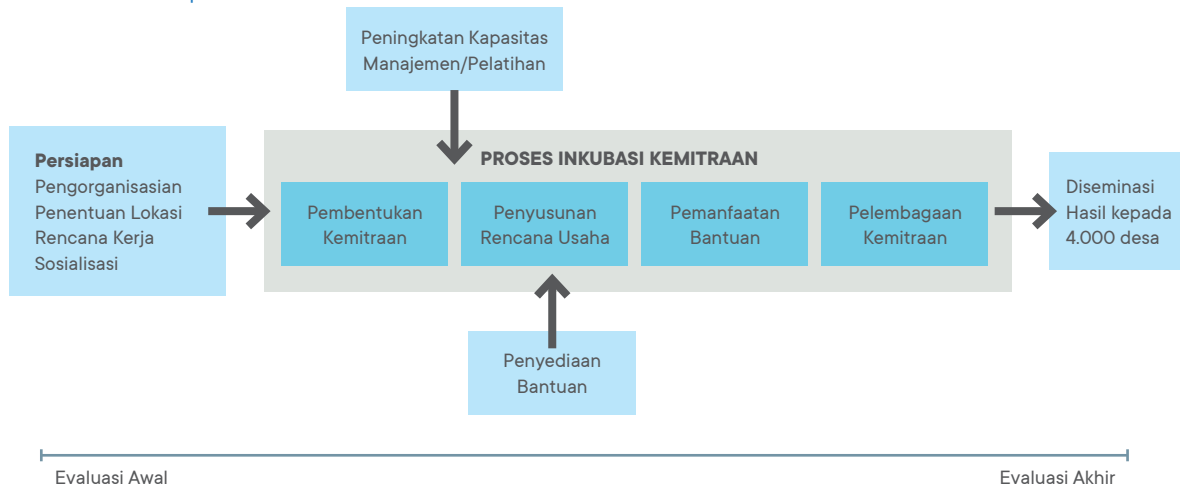 Peningkatan Kapasitas
Manajemen/Pelatihan
Persiapan
Pengorganisasian
Penentuan Lokasi
Rencana Kerja
Sosialisasi
PROSES INKUBASI KEMITRAAN
Pembentukan
Kemitraan
Penyusunan
Rencana Usaha
Pemanfaatan
Bantuan
Pelembagaan
Kemitraan
Diseminasi
Hasil kepada
4.000 desa
Penyediaan
Bantuan
Evaluasi Awal
Evaluasi Akhir